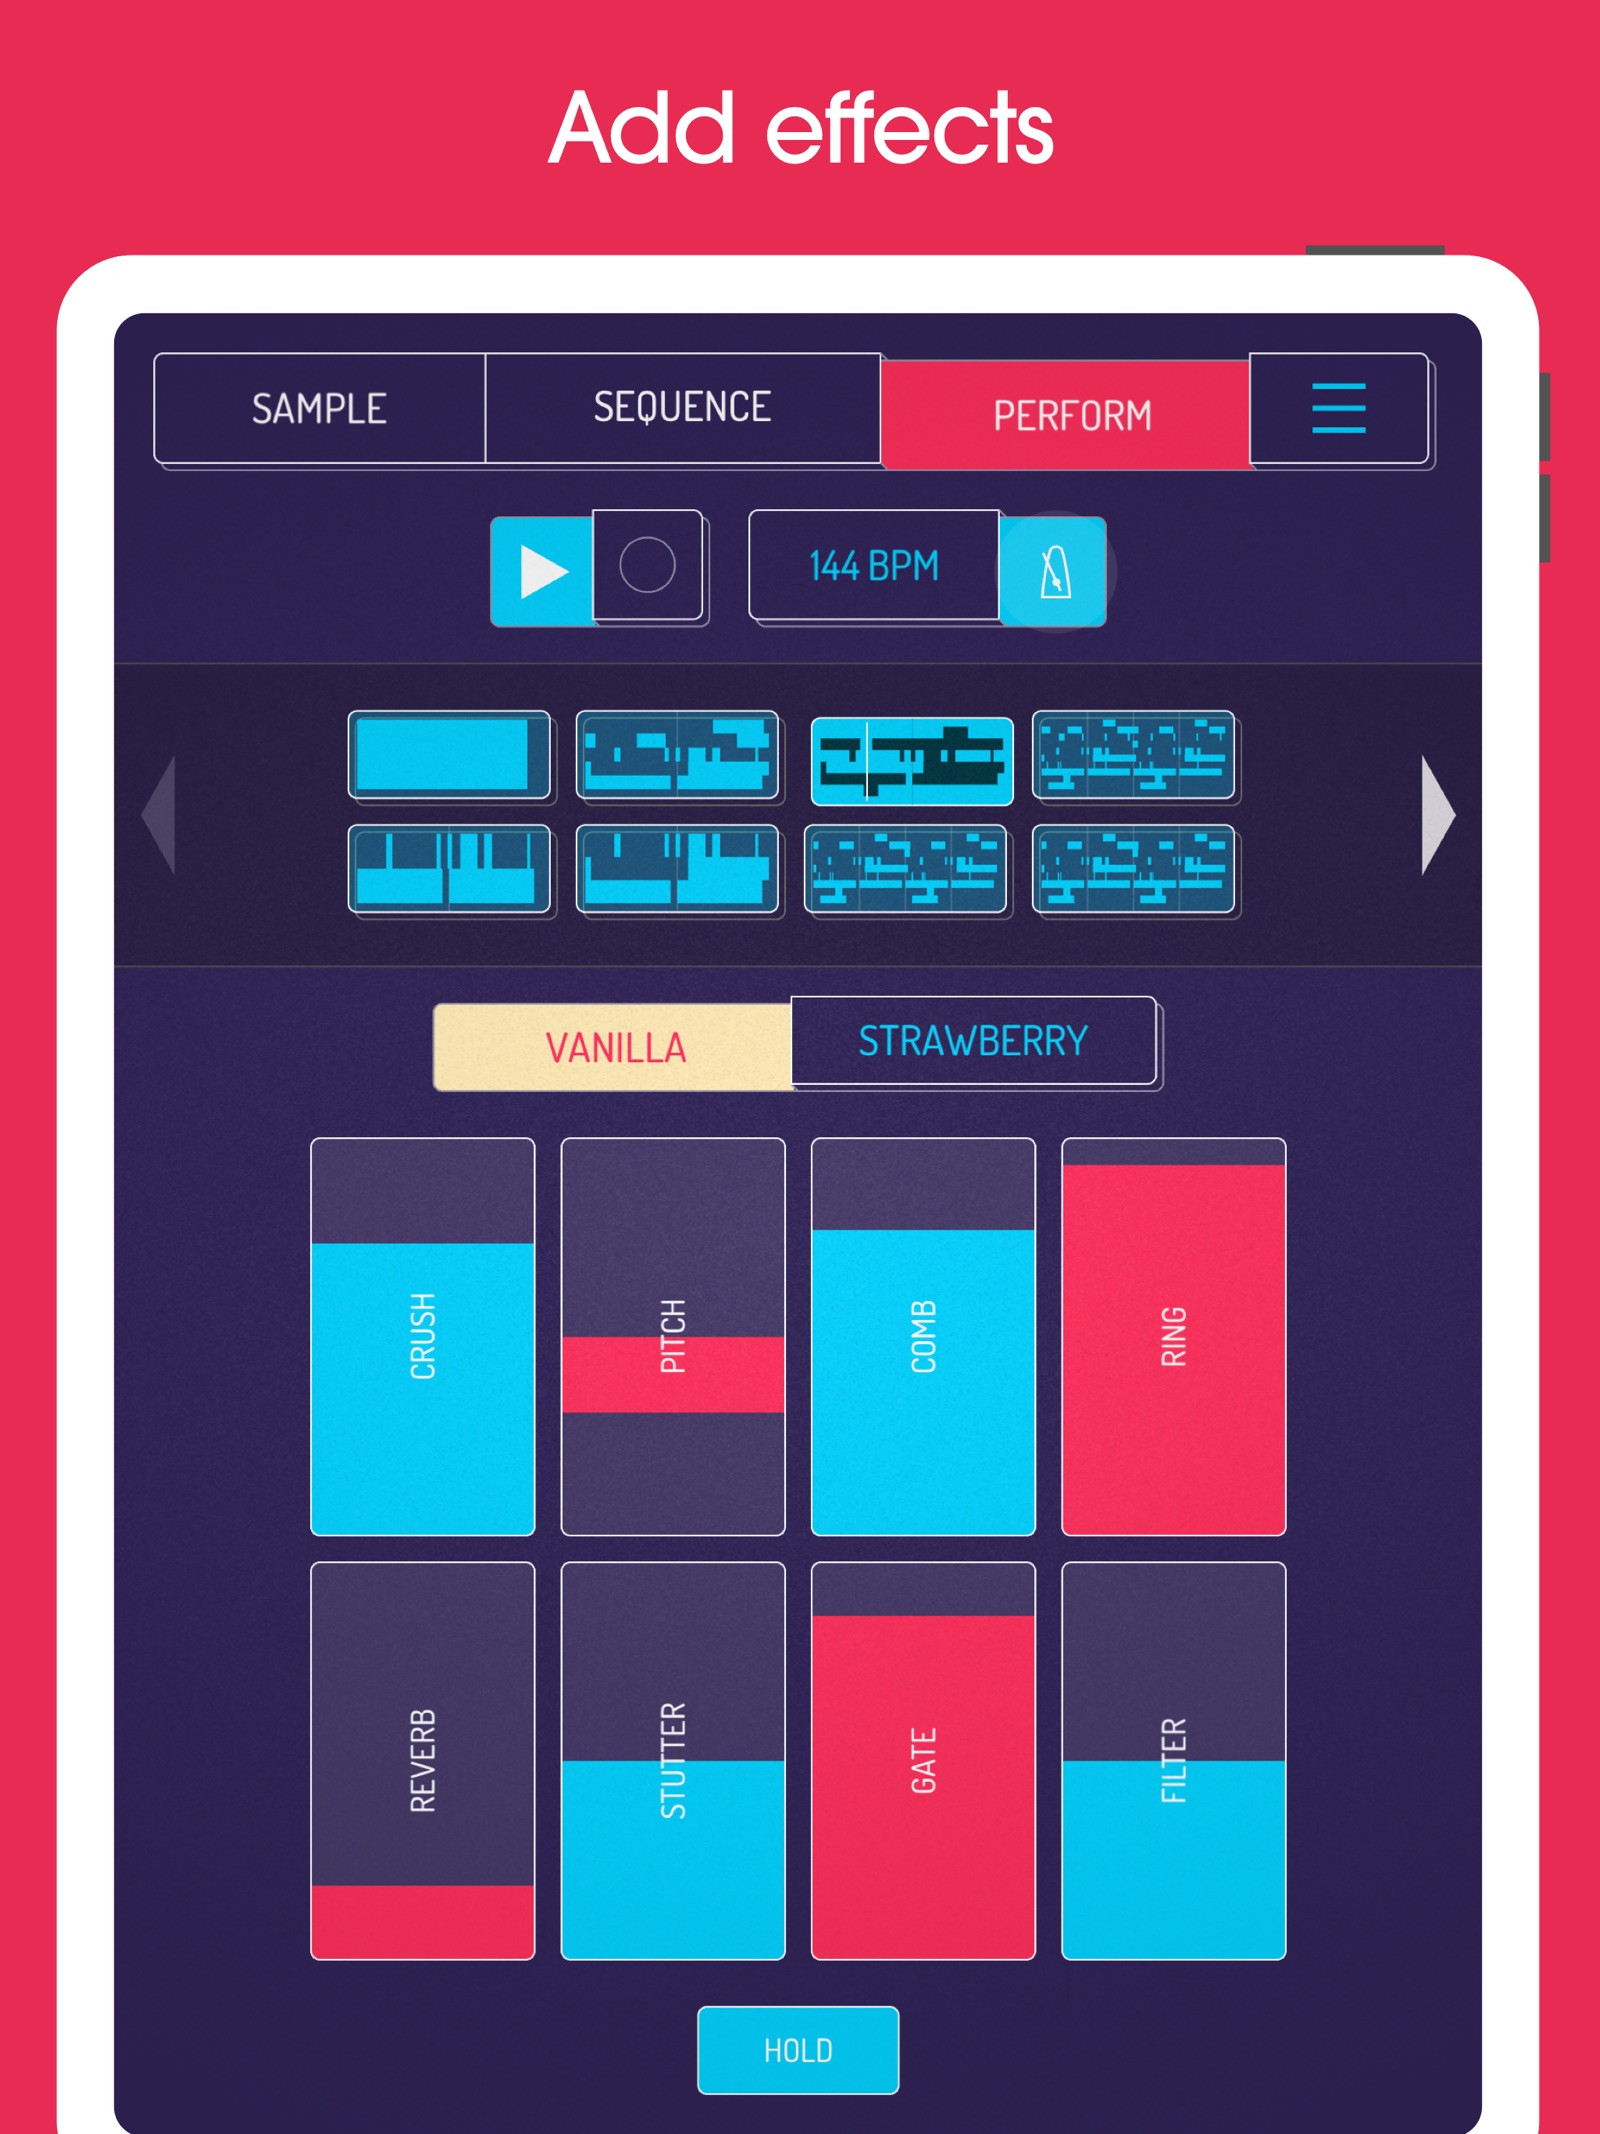 Add effects
SAMPLE
SEQUENCE
PERFORM
144 BPM
VANILLA
STRAWBERRY
CRUSH
PITCH
COMB
RING
REVERB
STUTTER
GATE
FILTER
HOLD